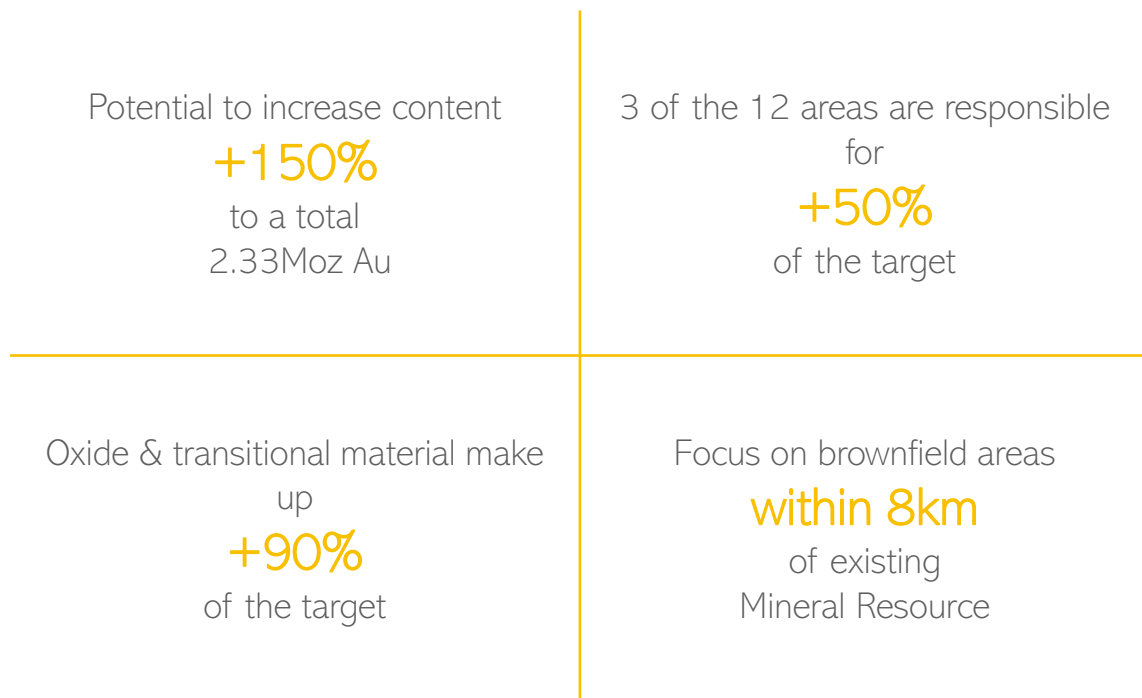 Potential to increase content
+150%
to a total
2.33Moz Au
3 of the 12 areas are responsible
for
+50%
of the target
Oxide & transitional material make
up
+90%
of the target
Focus on brownfield areas
within 8km
of existing
Mineral Resource